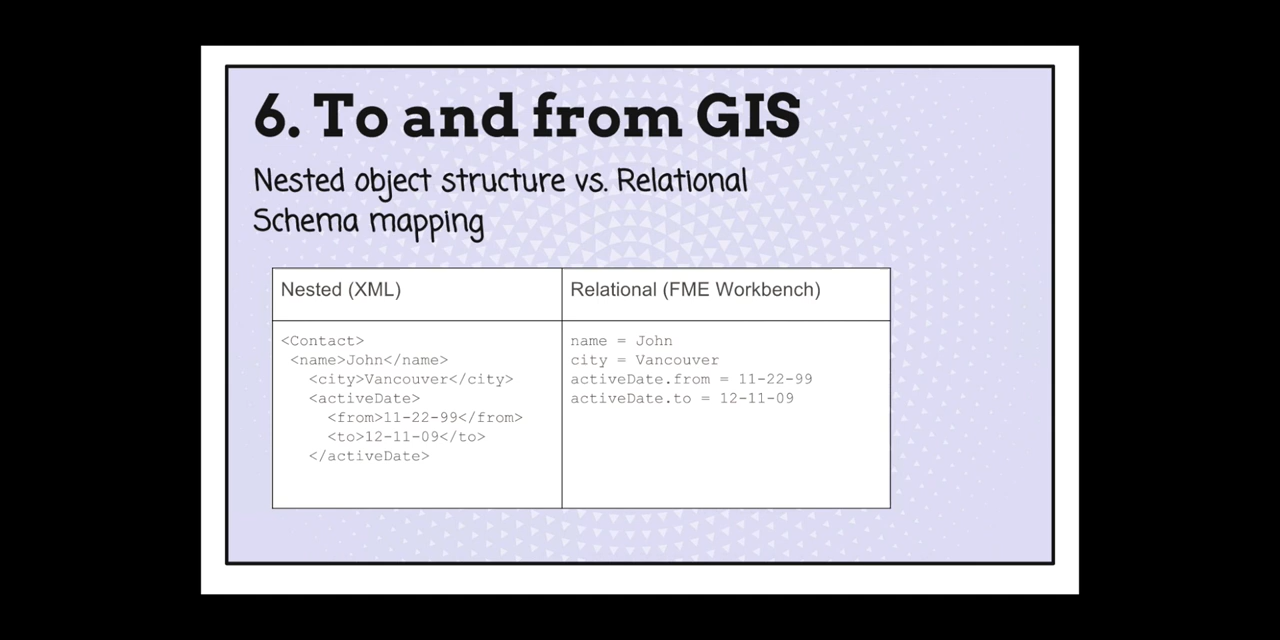 6. To and from GIS
Nested object structure vs. Relational
Schema mapping
Nested (XML)
Relational (FME Workbench)
<Contact>
<name>John</name>
<city>Vancouver</city>
<activeDate>
<from>11-22-99</from>
<to>12-11-09</to>
</activeDate>
name = John
city = Vancouver
activeDate.from = 11-22-99
activeDate.to = 12-11-09